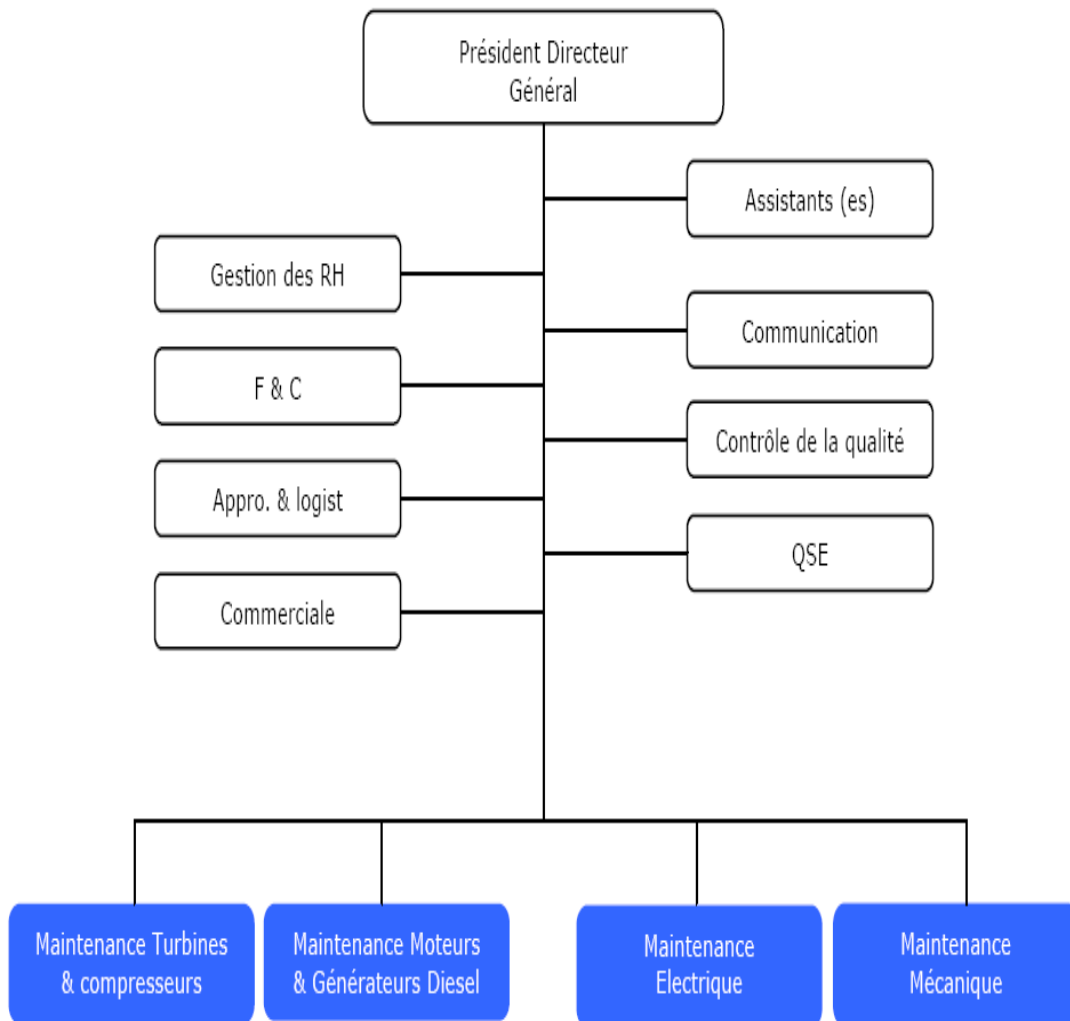 Président Directeur
Général
Assistants (es)
Gestion des RH
Communication
F & C
Contrôle de la qualité
Appro. & logist
QSE
Commerciale
Maintenance Turbines
& compresseurs
Maintenance Moteurs
& Générateurs Diesel
Maintenance
Electrique
Maintenance
Mécanique